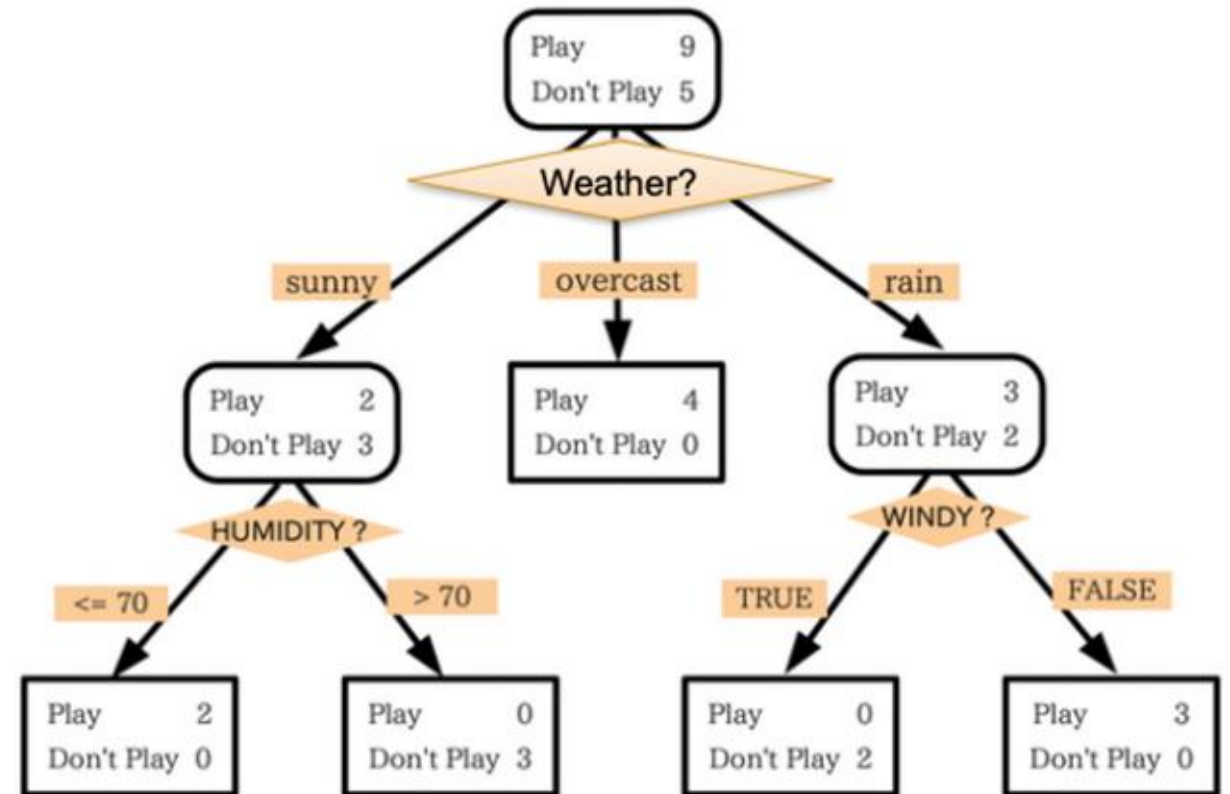 Play 9
Don't Play 5
Weather?
sunny
overcast
rain
Play 2
Don't Play 3
Play 4
Don't Play 0
Play 3
Don't Play 2
HUMIDITY ?
WINDY ?
<= 70
> 70
TRUE
FALSE
Play 2
Don't Play 0
Play 0
Don't Play 3
Play 0
Don't Play 2
Play 3
Don't Play 0